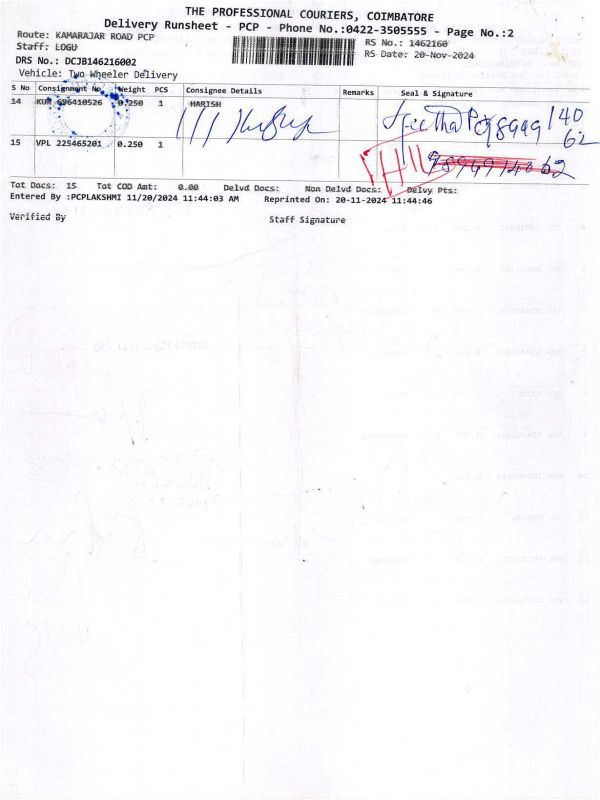 THE PROFESSIONAL COURIERS, COIMBATORE
Delivery Runsheet - PCP - Phone No.:0422-3505555 - Page No.:2
Route: KAMARAJAR ROAD PCP
RS No.: 1462160
Staff: LOGU
RS Date: 20-Nov-2024
DRS No.: DCJB146216002
Vehicle: Two Wheeler Delivery
S No Consignment No Weight PCS Consignee Details Remarks Seal & Signature
14 KUR 696410526 0.250 1 HARISH
140
62
15 VPL 225465201 0.250 1
9894914062
Tot Docs: 15 Tot COD Amt: 0.00 Delvd Docs: Non Delvd Docs: Delvy Pts:
Entered By :PCPLAKSHMI 11/20/2024 11:44:03 AM Reprinted On: 20-11-2024 11:44:46
Verified By Staff Signature